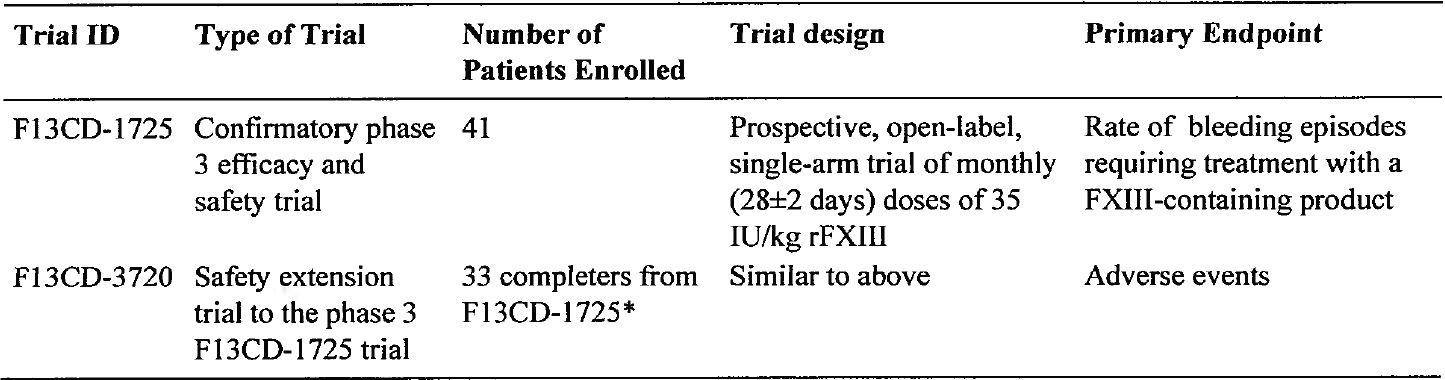 Trial ID Type of Trial Number of Trial design Primary Endpoint
Patients Enrolled
F13CD-1725 Confirmatory phase 41 Prospective, open-label, Rate of bleeding episodes
3 efficacy and single-arm trial of monthly requiring treatment with a
safety trial (28±2 days) doses of 35 FXIII-containing product
IU/kg rFXIII
F13CD-3720 Safety extension 33 completers from Similar to above Adverse events
trial to the phase 3 F13CD-1725*
F13CD-1725 trial